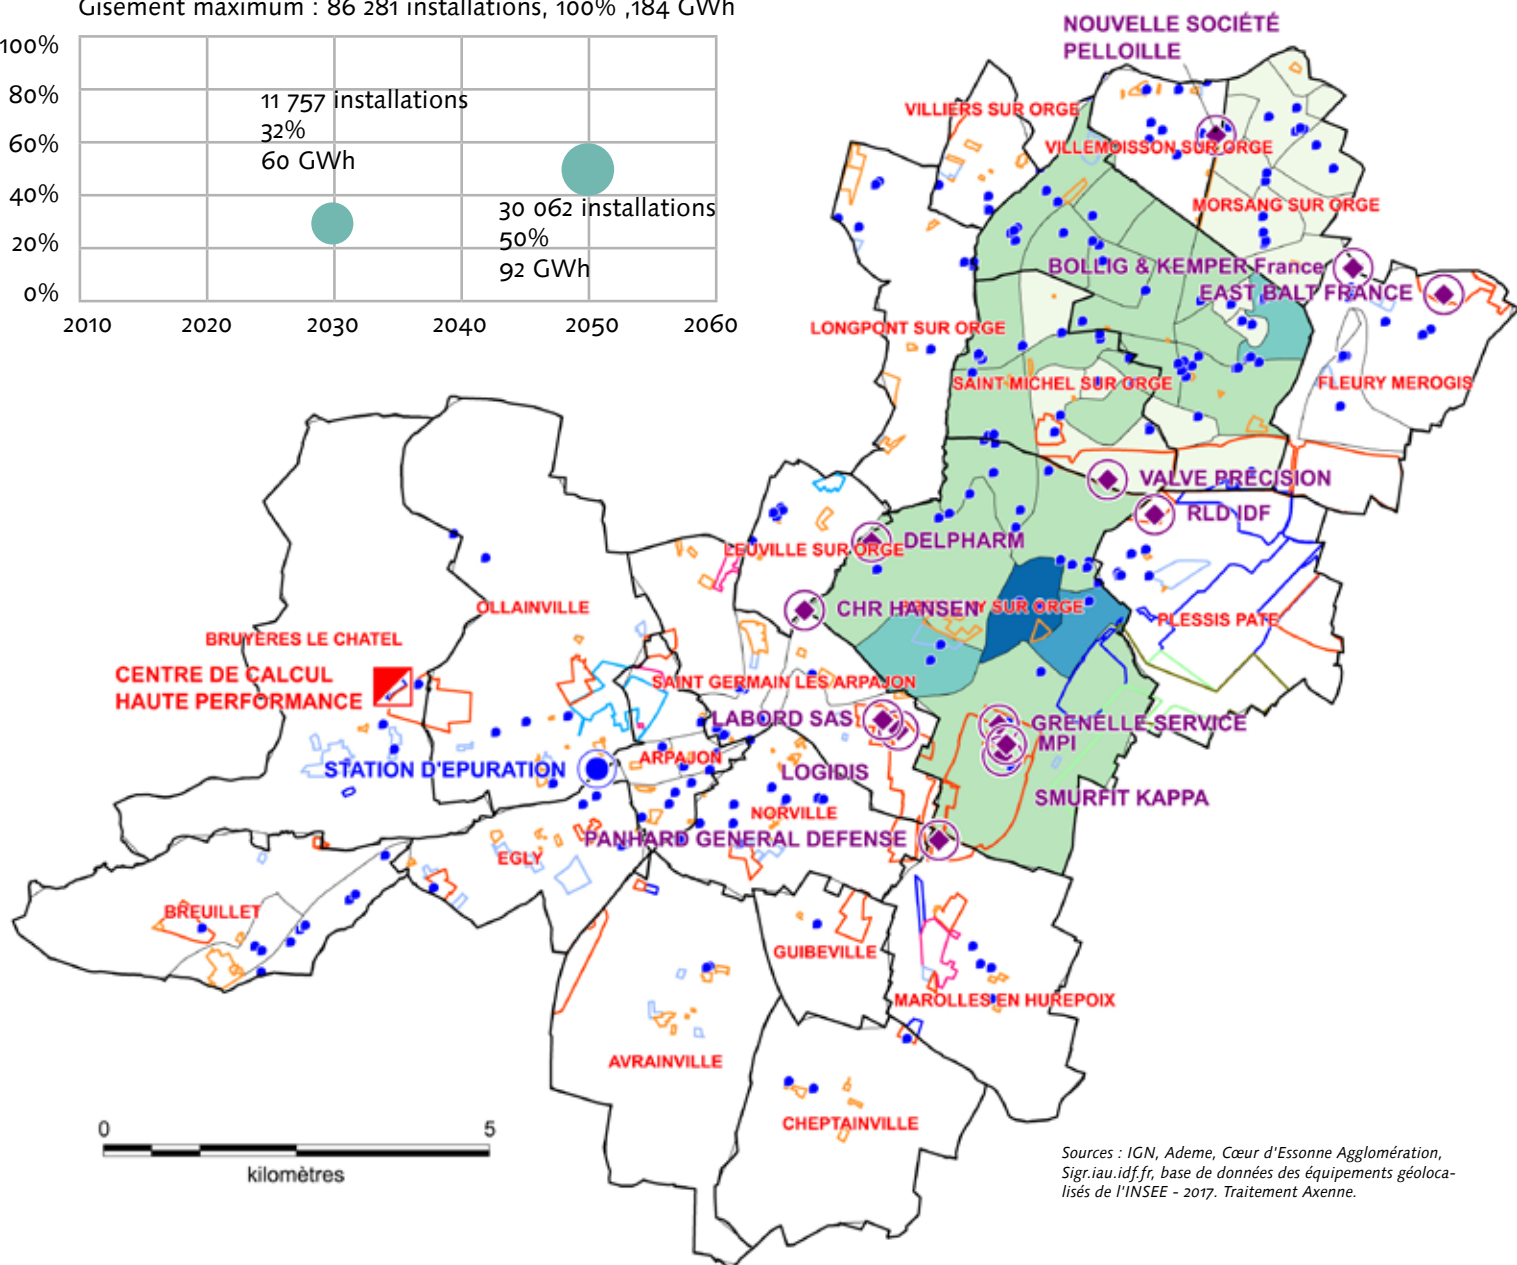 Gisement maximum : 86 281 installations, 100% ,184 GWh
100%
80%
60%
40%
20%
0%
11 757 installations
32%
60 GWh
30 062 installations
50%
92 GWh
2010
2020
2030
2040
2050
2060
NOUVELLE SOCIÉTÉ
PELLOILLE
VILLIERS SUR ORGE
VILLEMOISSON SUR ORGE
MORSANG SUR ORGE
BOLLIG & KEMPER France
EAST BALT FRANCE
LONGPONT SUR ORGE
SAINT MICHEL SUR ORGE
FLEURY MEROGIS
VALVE PRÉCISION
RLD IDF
DELPHARM
LEUVILLE SUR ORGE
CHR HANSEN
SUR ORGE
OLLAINVILLE
PLESSIS PATE
BRUYERES LE CHATEL
CENTRE DE CALCUL
HAUTE PERFORMANCE
SAINT GERMAIN LES ARPAJON
LABORD SAS
GRENELLE SERVICE
MPI
ARPAJON
STATION D'EPURATION
LOGIDIS
SMURFIT KAPPA
NORVILLE
PANHARD GENERAL DEFENSE
EGLY
BREUILLET
GUIBEVILLE
MAROLLES EN HUREPOIX
AVRAINVILLE
CHEPTAINVILLE
0
5
kilomètres
Sources : IGN, Ademe, Cœur d'Essonne Agglomération,
Sigr.iau.idf.fr, base de données des équipements géoloca-
lisés de l'INSEE - 2017. Traitement Axenne.